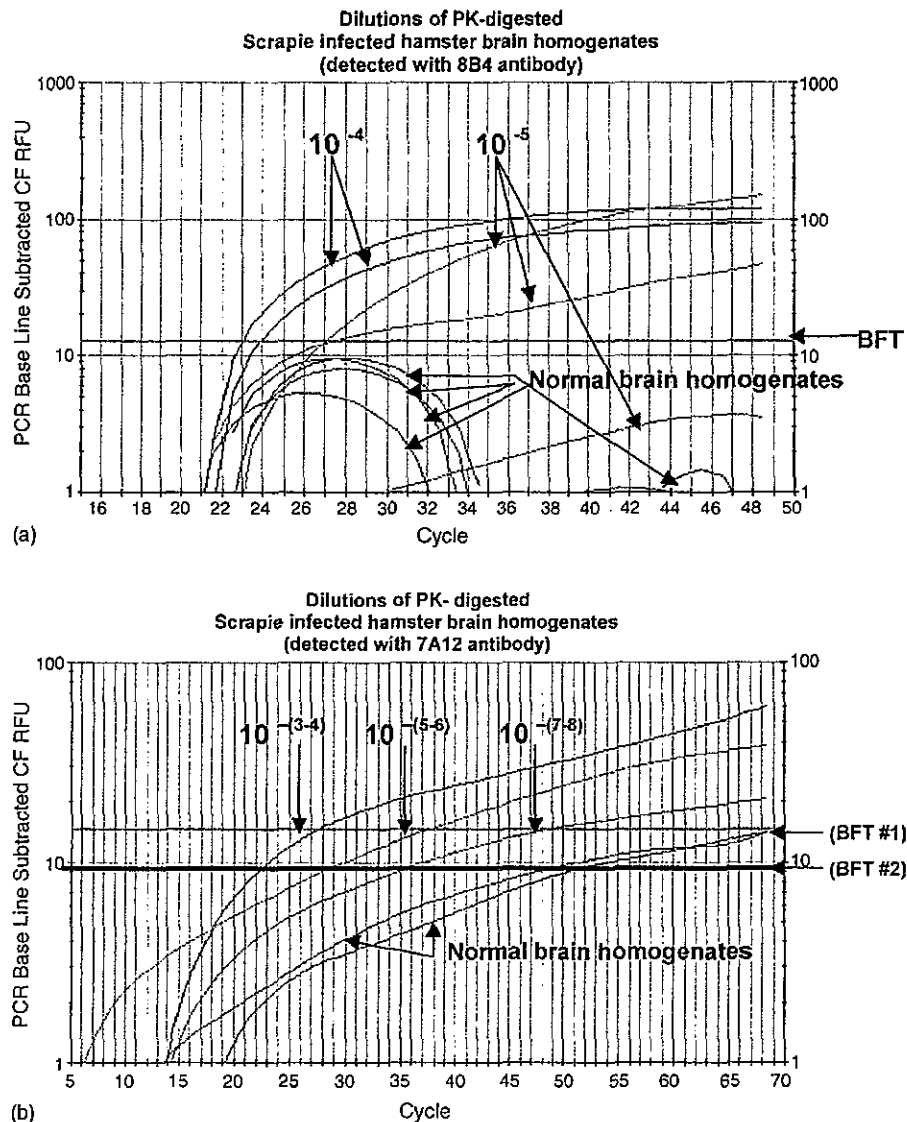 Dilutions of PK-digested
Scrapie infected hamster brain homogenates
(detected with 8B4 antibody)
PCR Base Line Subtracted CF RFU
1000
100
10
1
1000
100
10
1
10 -4
10 -5
BFT
Normal brain homogenates
16 18 20 22 24 26 28 30 32 34 36 38 40 42 44 46 48 50
Cycle
(a)
Dilutions of PK- digested
Scrapie infected hamster brain homogenates
(detected with 7A12 antibody)
PCR Base Line Subtracted CF RFU
100
10
1
100
10
1
10 -(3-4)
10 -(5-6)
10 -(7-8)
(BFT #1)
(BFT #2)
Normal brain homogenates
5 10 15 20 25 30 35 40 45 50 55 60 65 70
Cycle
(b)